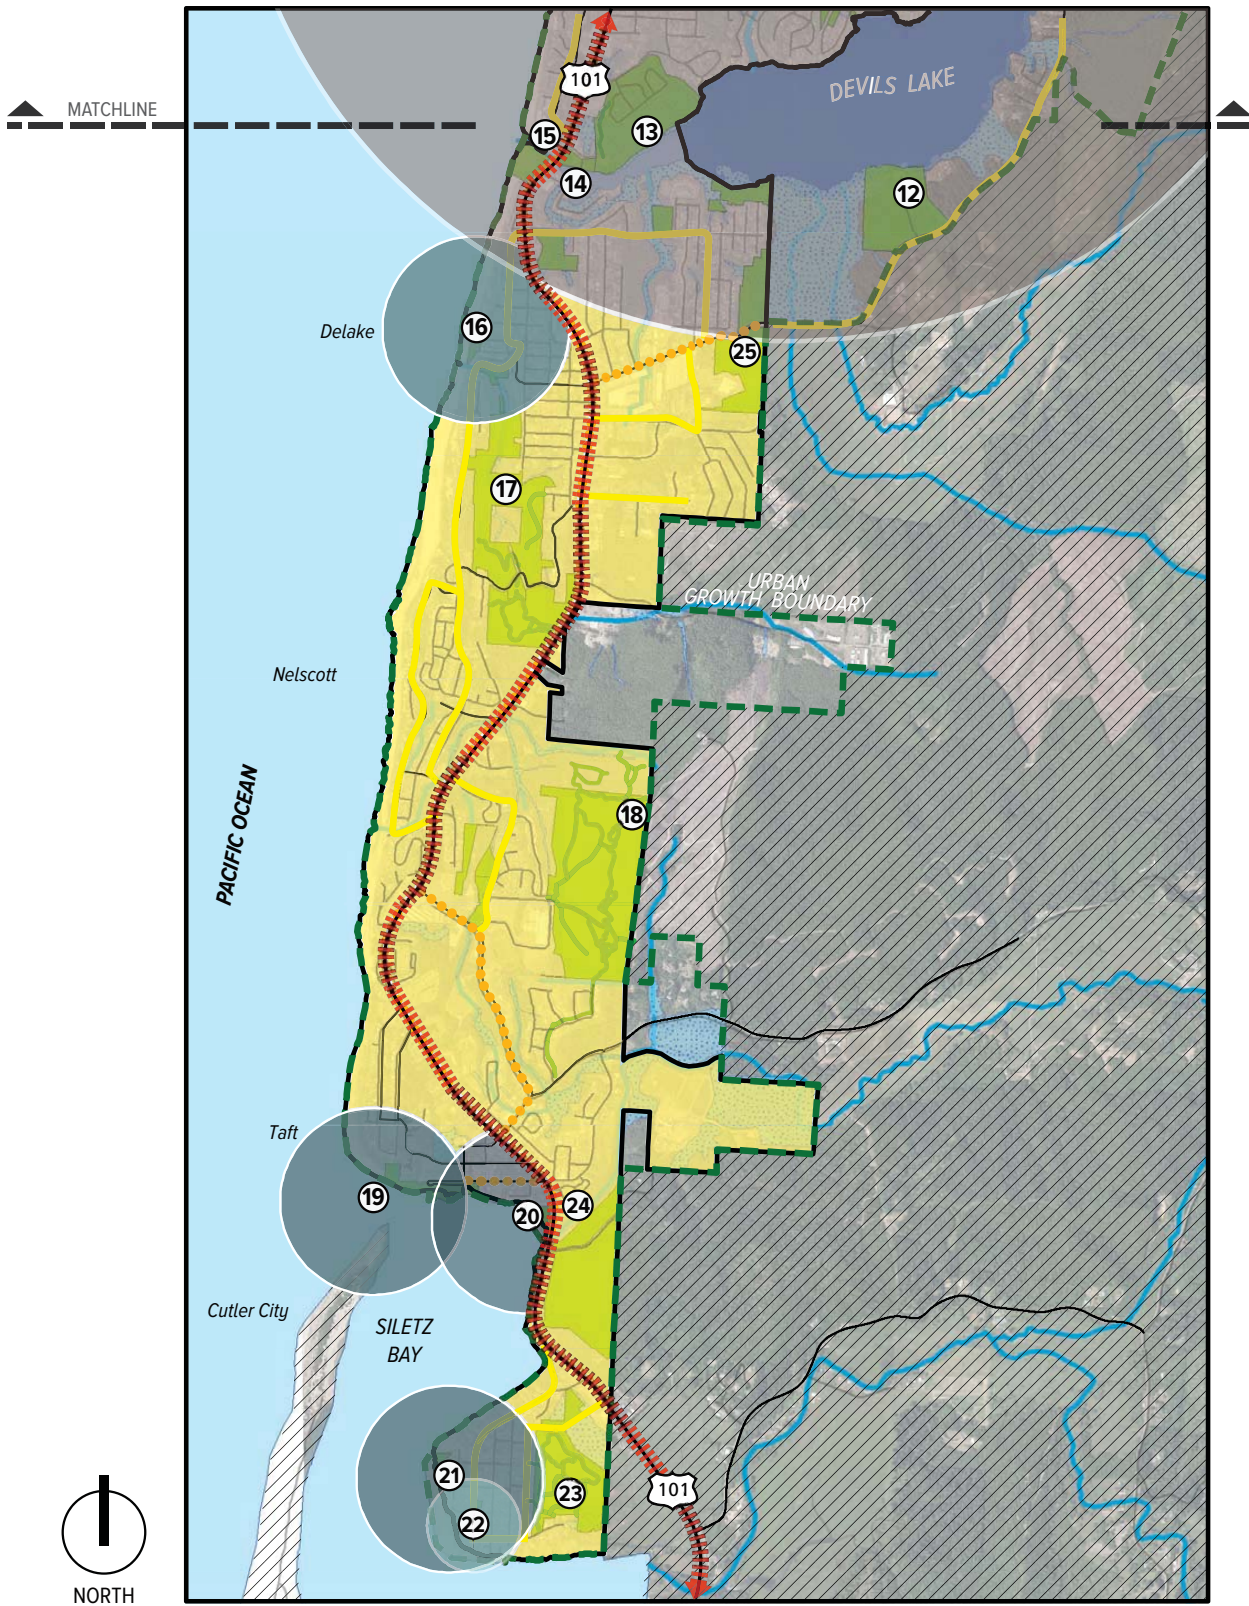 101
DEVILS LAKE
MATCHLINE
15
13
14
12
Delake
16
25
17
URBAN
GROWTH BOUNDARY
Nelscott
18
PACIFIC OCEAN
Taft
19
20
24
Cutler City
SILETZ
BAY
21
22
23
101
NORTH